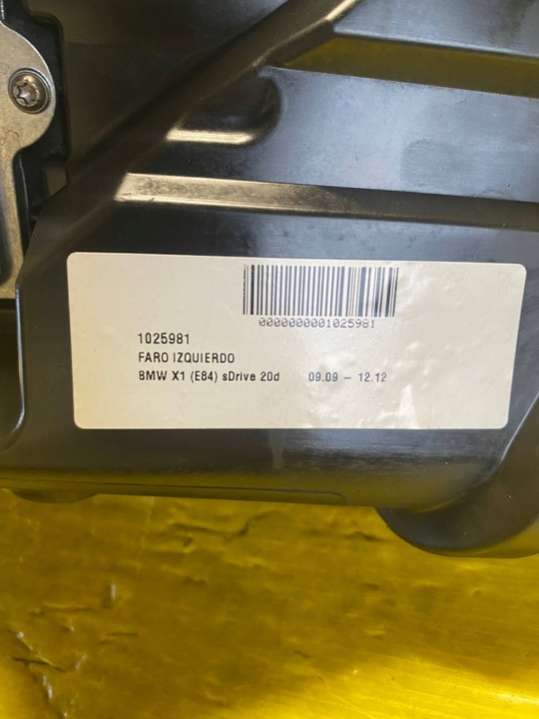 0000000001025981
1025981
FARO IZQUIERDO
BMW X1 (E84) sDrive 20d 09.09 – 12.12